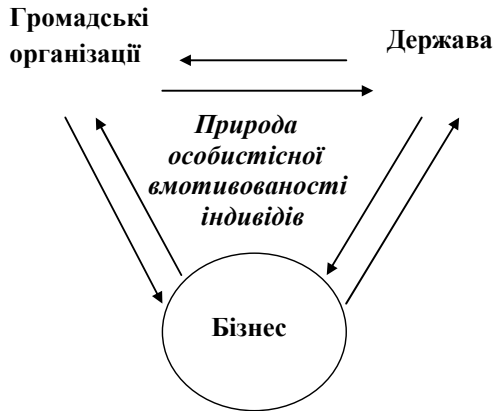 Громадські
організації
Держава
Природа
особистісної
вмотивованості
індивідів
Бізнес